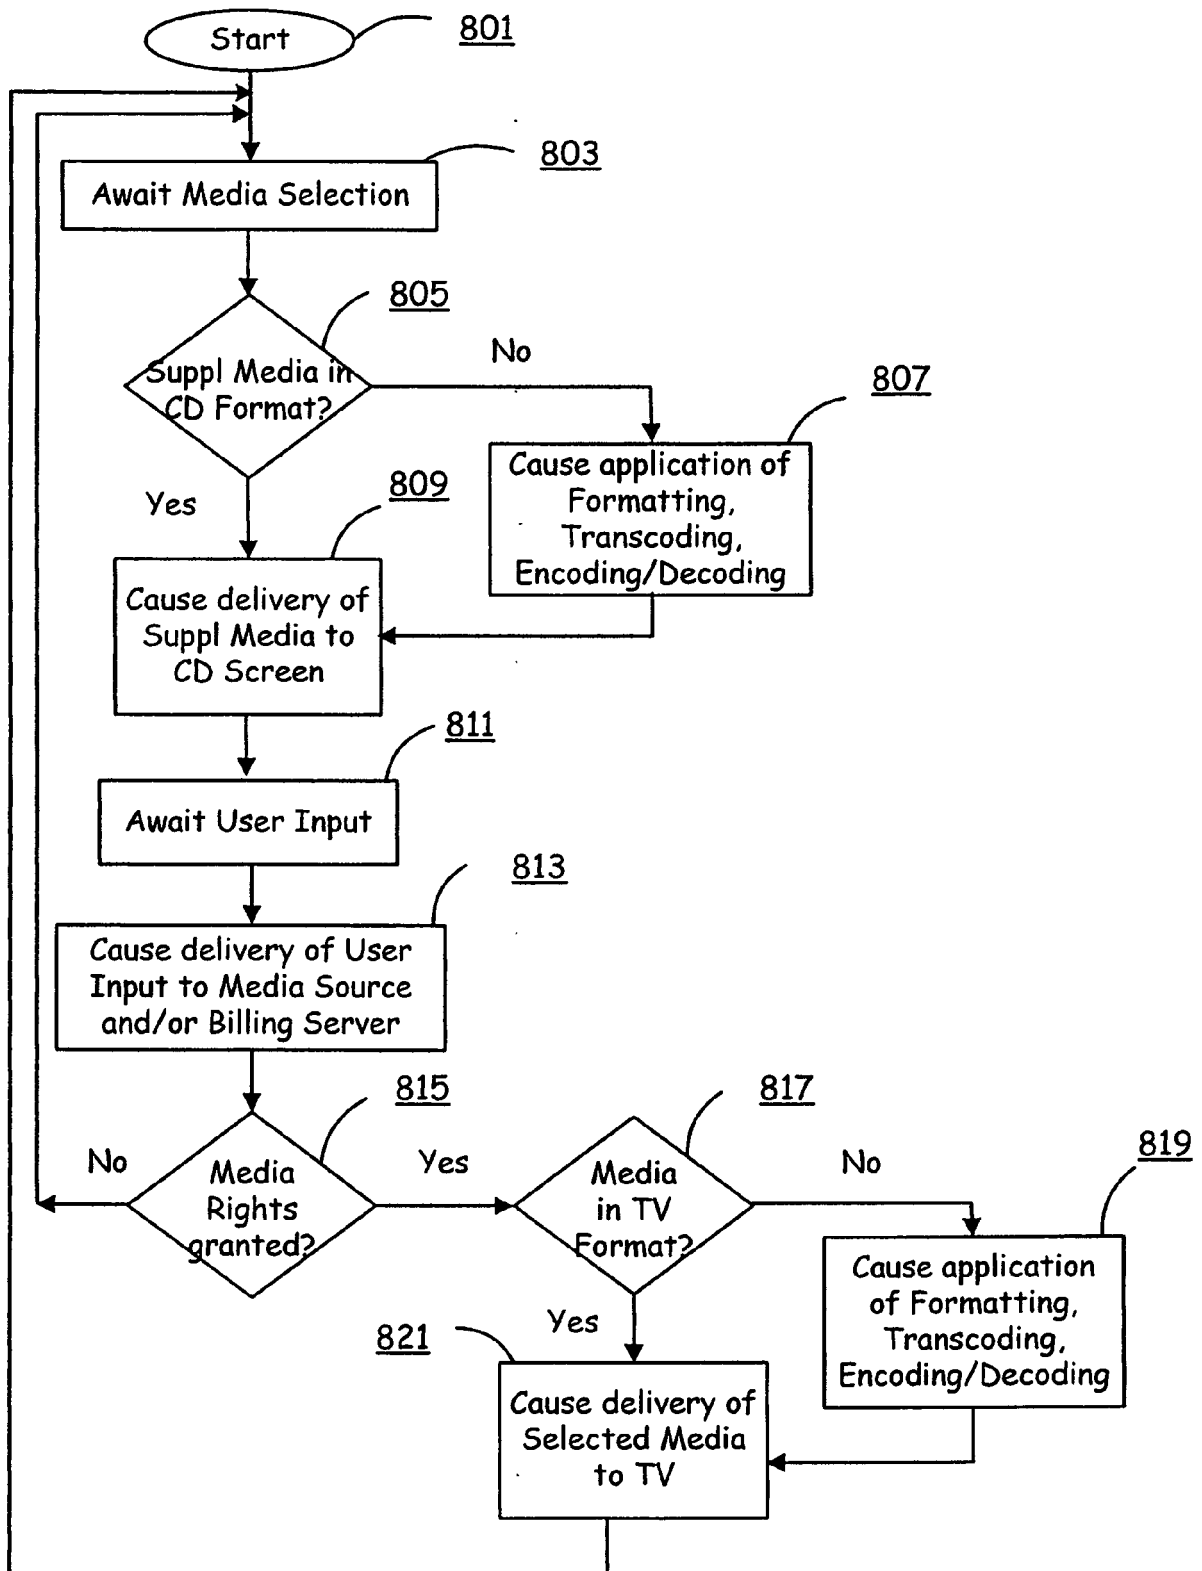 Start
801
803
Await Media Selection
805
Suppl Media in
CD Format?
No
807
Cause application of
Formatting,
Transcoding,
Encoding/Decoding
Yes
809
Cause delivery of
Suppl Media to
CD Screen
811
Await User Input
813
Cause delivery of User
Input to Media Source
and/or Billing Server
815
No
Media
Rights
granted?
Yes
817
Media
in TV
Format?
No
819
Cause application
of Formatting,
Transcoding,
Encoding/Decoding
Yes
821
Cause delivery of
Selected Media
to TV